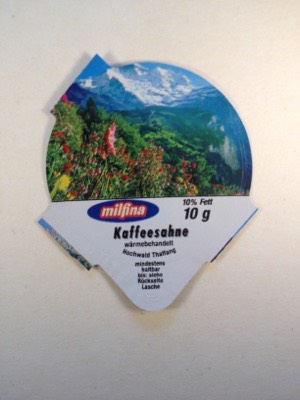 milfina
10% Fett
10 g
Kaffeesahne
wärmebehandelt
Hochwald Thalfang
mindestens
haltbar
bis: siehe
Rückseite
Lasche